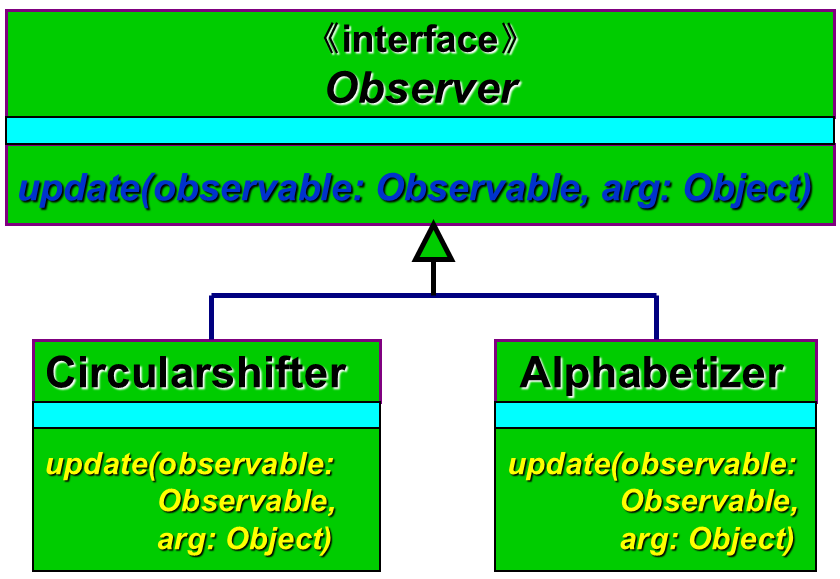 《interface》
Observer
update(observable: Observable, arg: Object)
Circularshifter
update(observable:
Observable,
arg: Object)
Alphabetizer
update(observable:
Observable,
arg: Object)